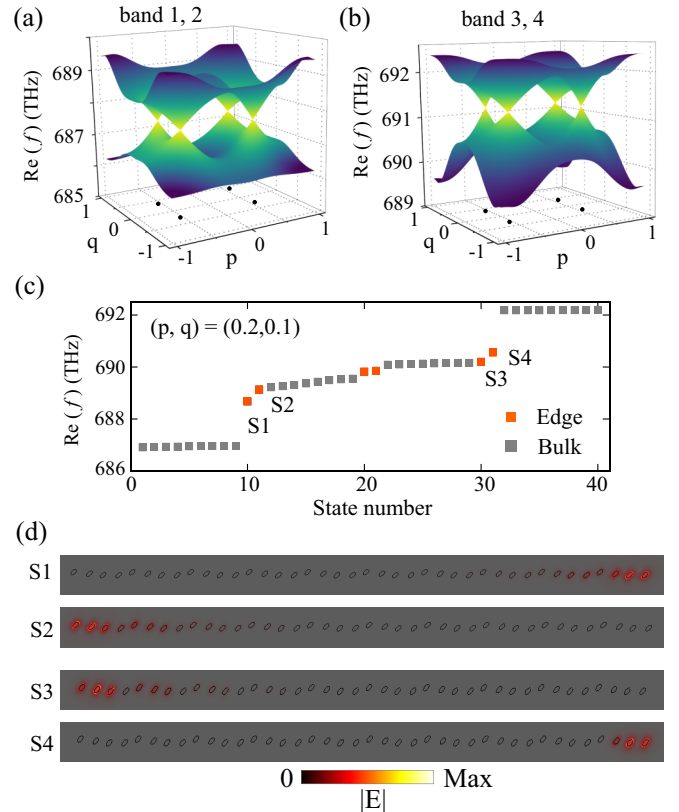 (a) band 1, 2
Re (f) (THz)
689
687
685
1
0
-1
q
-1
0
1
p
(b) band 3, 4
Re (f) (THz)
692
691
690
689
1
0
-1
q
-1
0
1
p
(c)
(p, q) = (0.2,0.1)
Re (f) (THz)
692
690
688
686
S1
S2
S3
S4
Edge
Bulk
0 10 20 30 40
State number
(d)
S1
S2
S3
S4
0 Max
|E|